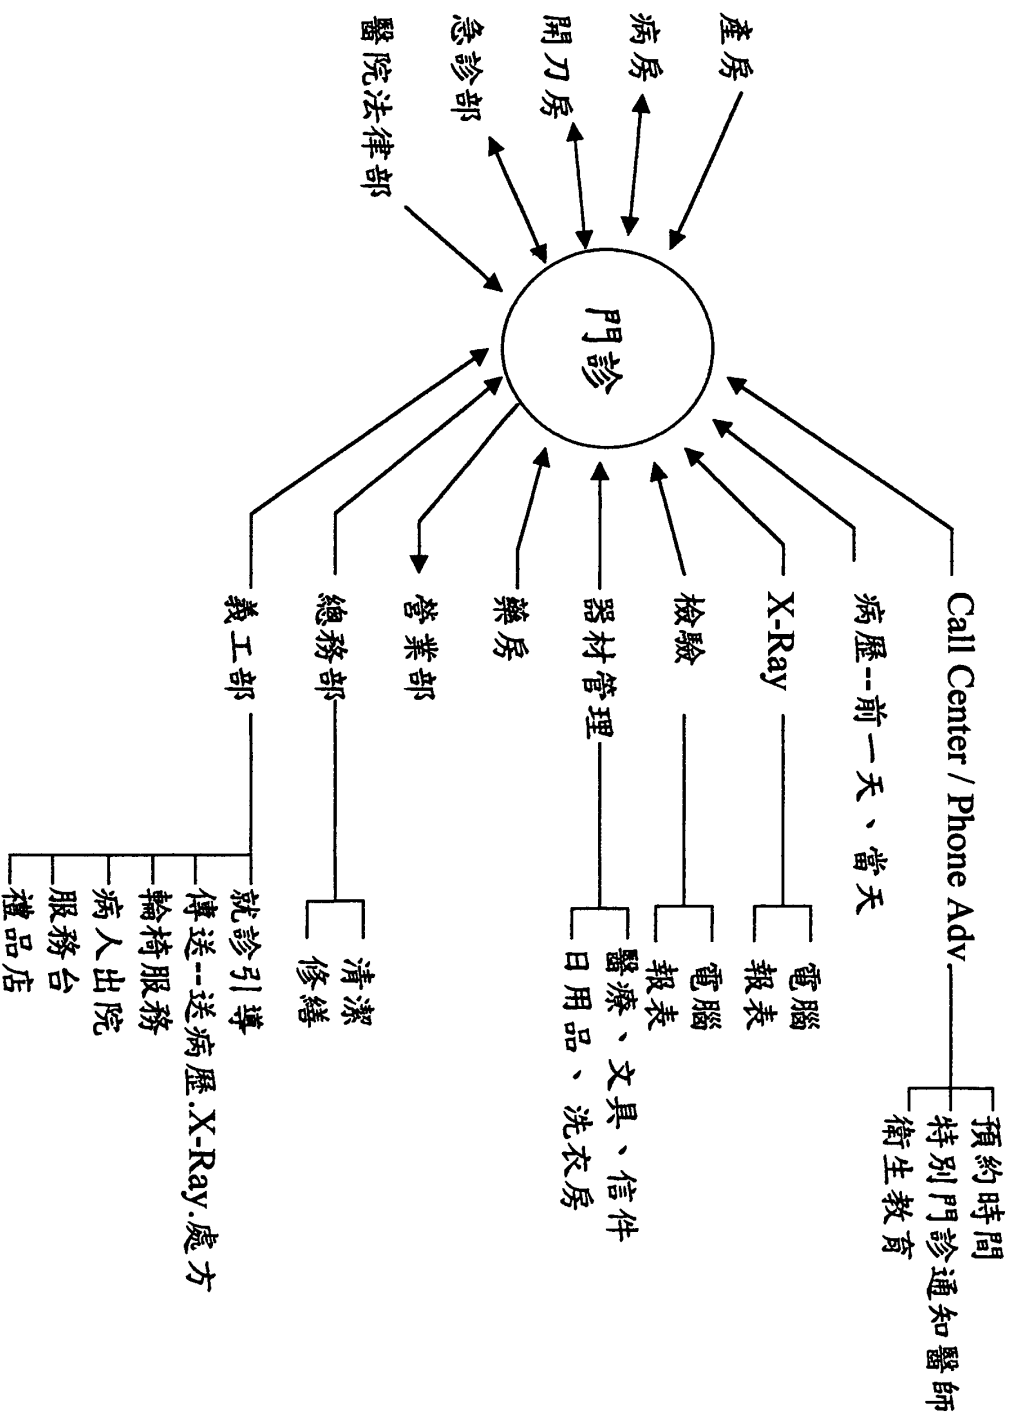 產房
病房
開刀房
急診部
醫院法律部
門診
Call Center / Phone Adv
預約時間
特別門診通知醫師
衛生教育
病歷--前一天、當天
X-Ray
電腦
報表
檢驗
電腦
報表
器材管理
醫療、文具、信件
日用品、洗衣房
藥房
營業部
總務部
清潔
修繕
義工部
就診引導
傳送--送病歷.X-Ray.處方
輪椅服務
病人出院
服務台
禮品店